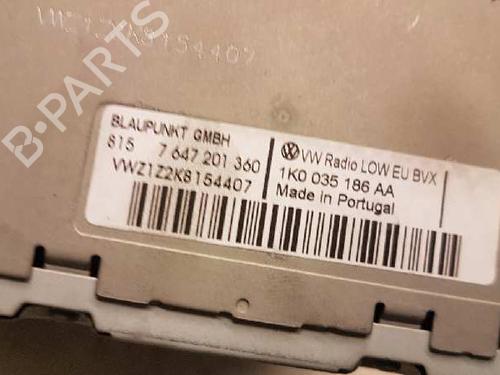 VWZ1Z2K8154407
BLAUPUNKT GMBH
815 7 647 201 360
VWZ1Z2K8154407
VW Radio LOW EU BVX
1K0 035 186 AA
Made in Portugal
B-PARTS